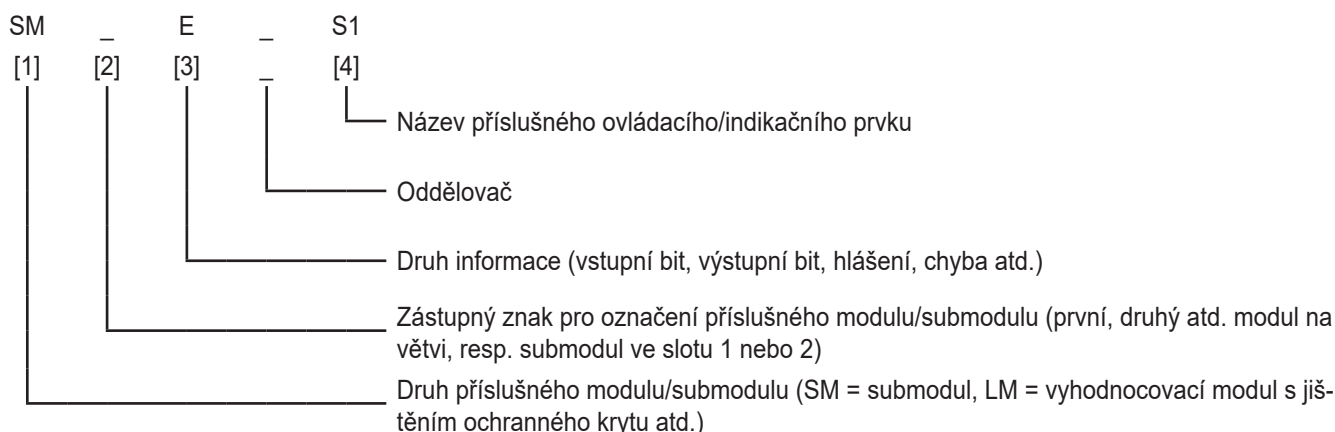 SM _ E _ S1
[1] [2] [3] _ [4]
Název příslušného ovládacího/indikačního prvku
Oddělovač
Druh informace (vstupní bit, výstupní bit, hlášení, chyba atd.)
Zástupný znak pro označení příslušného modulu/submodulu (první, druhý atd. modul na
větvi, resp. submodul ve slotu 1 nebo 2)
Druh příslušného modulu/submodulu (SM = submodul, LM = vyhodnocovací modul s jiš-
těním ochranného krytu atd.)